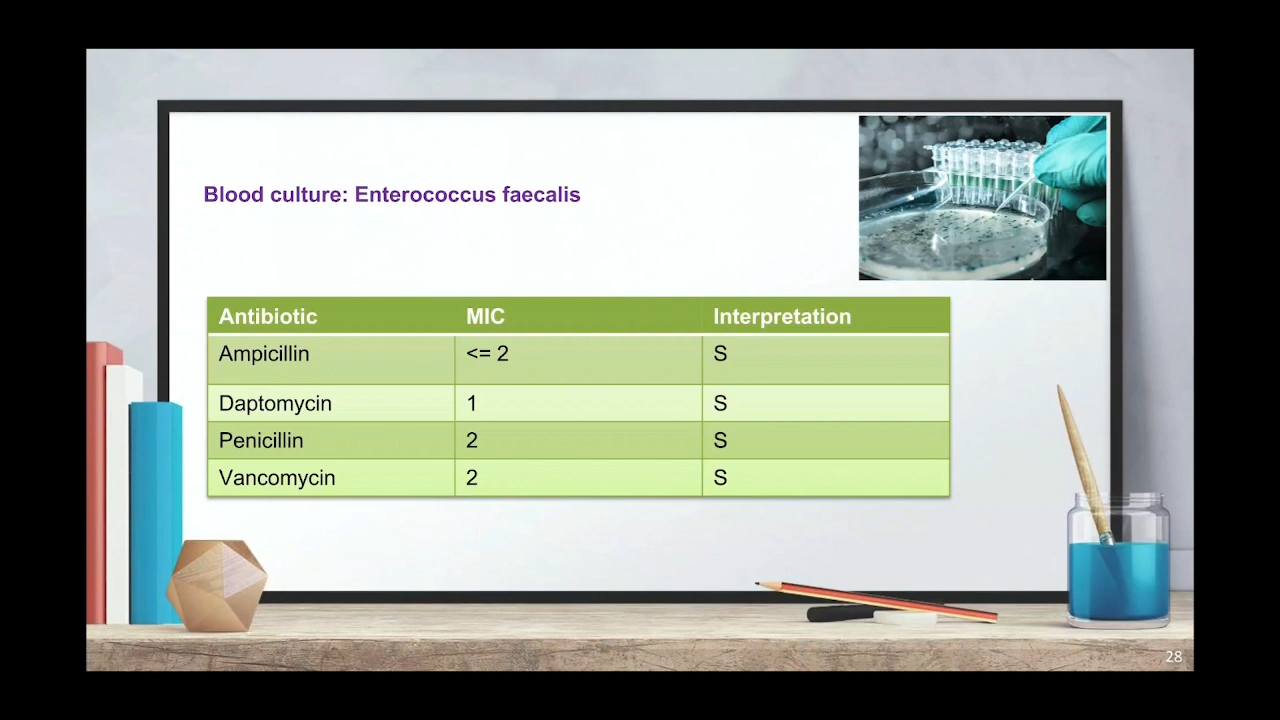 Blood culture: Enterococcus faecalis
Antibiotic MIC Interpretation
Ampicillin <= 2 S
Daptomycin 1 S
Penicillin 2 S
Vancomycin 2 S
28